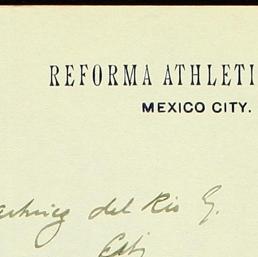 REFORMA ATHLETI
MEXICO CITY.
del Rio G.